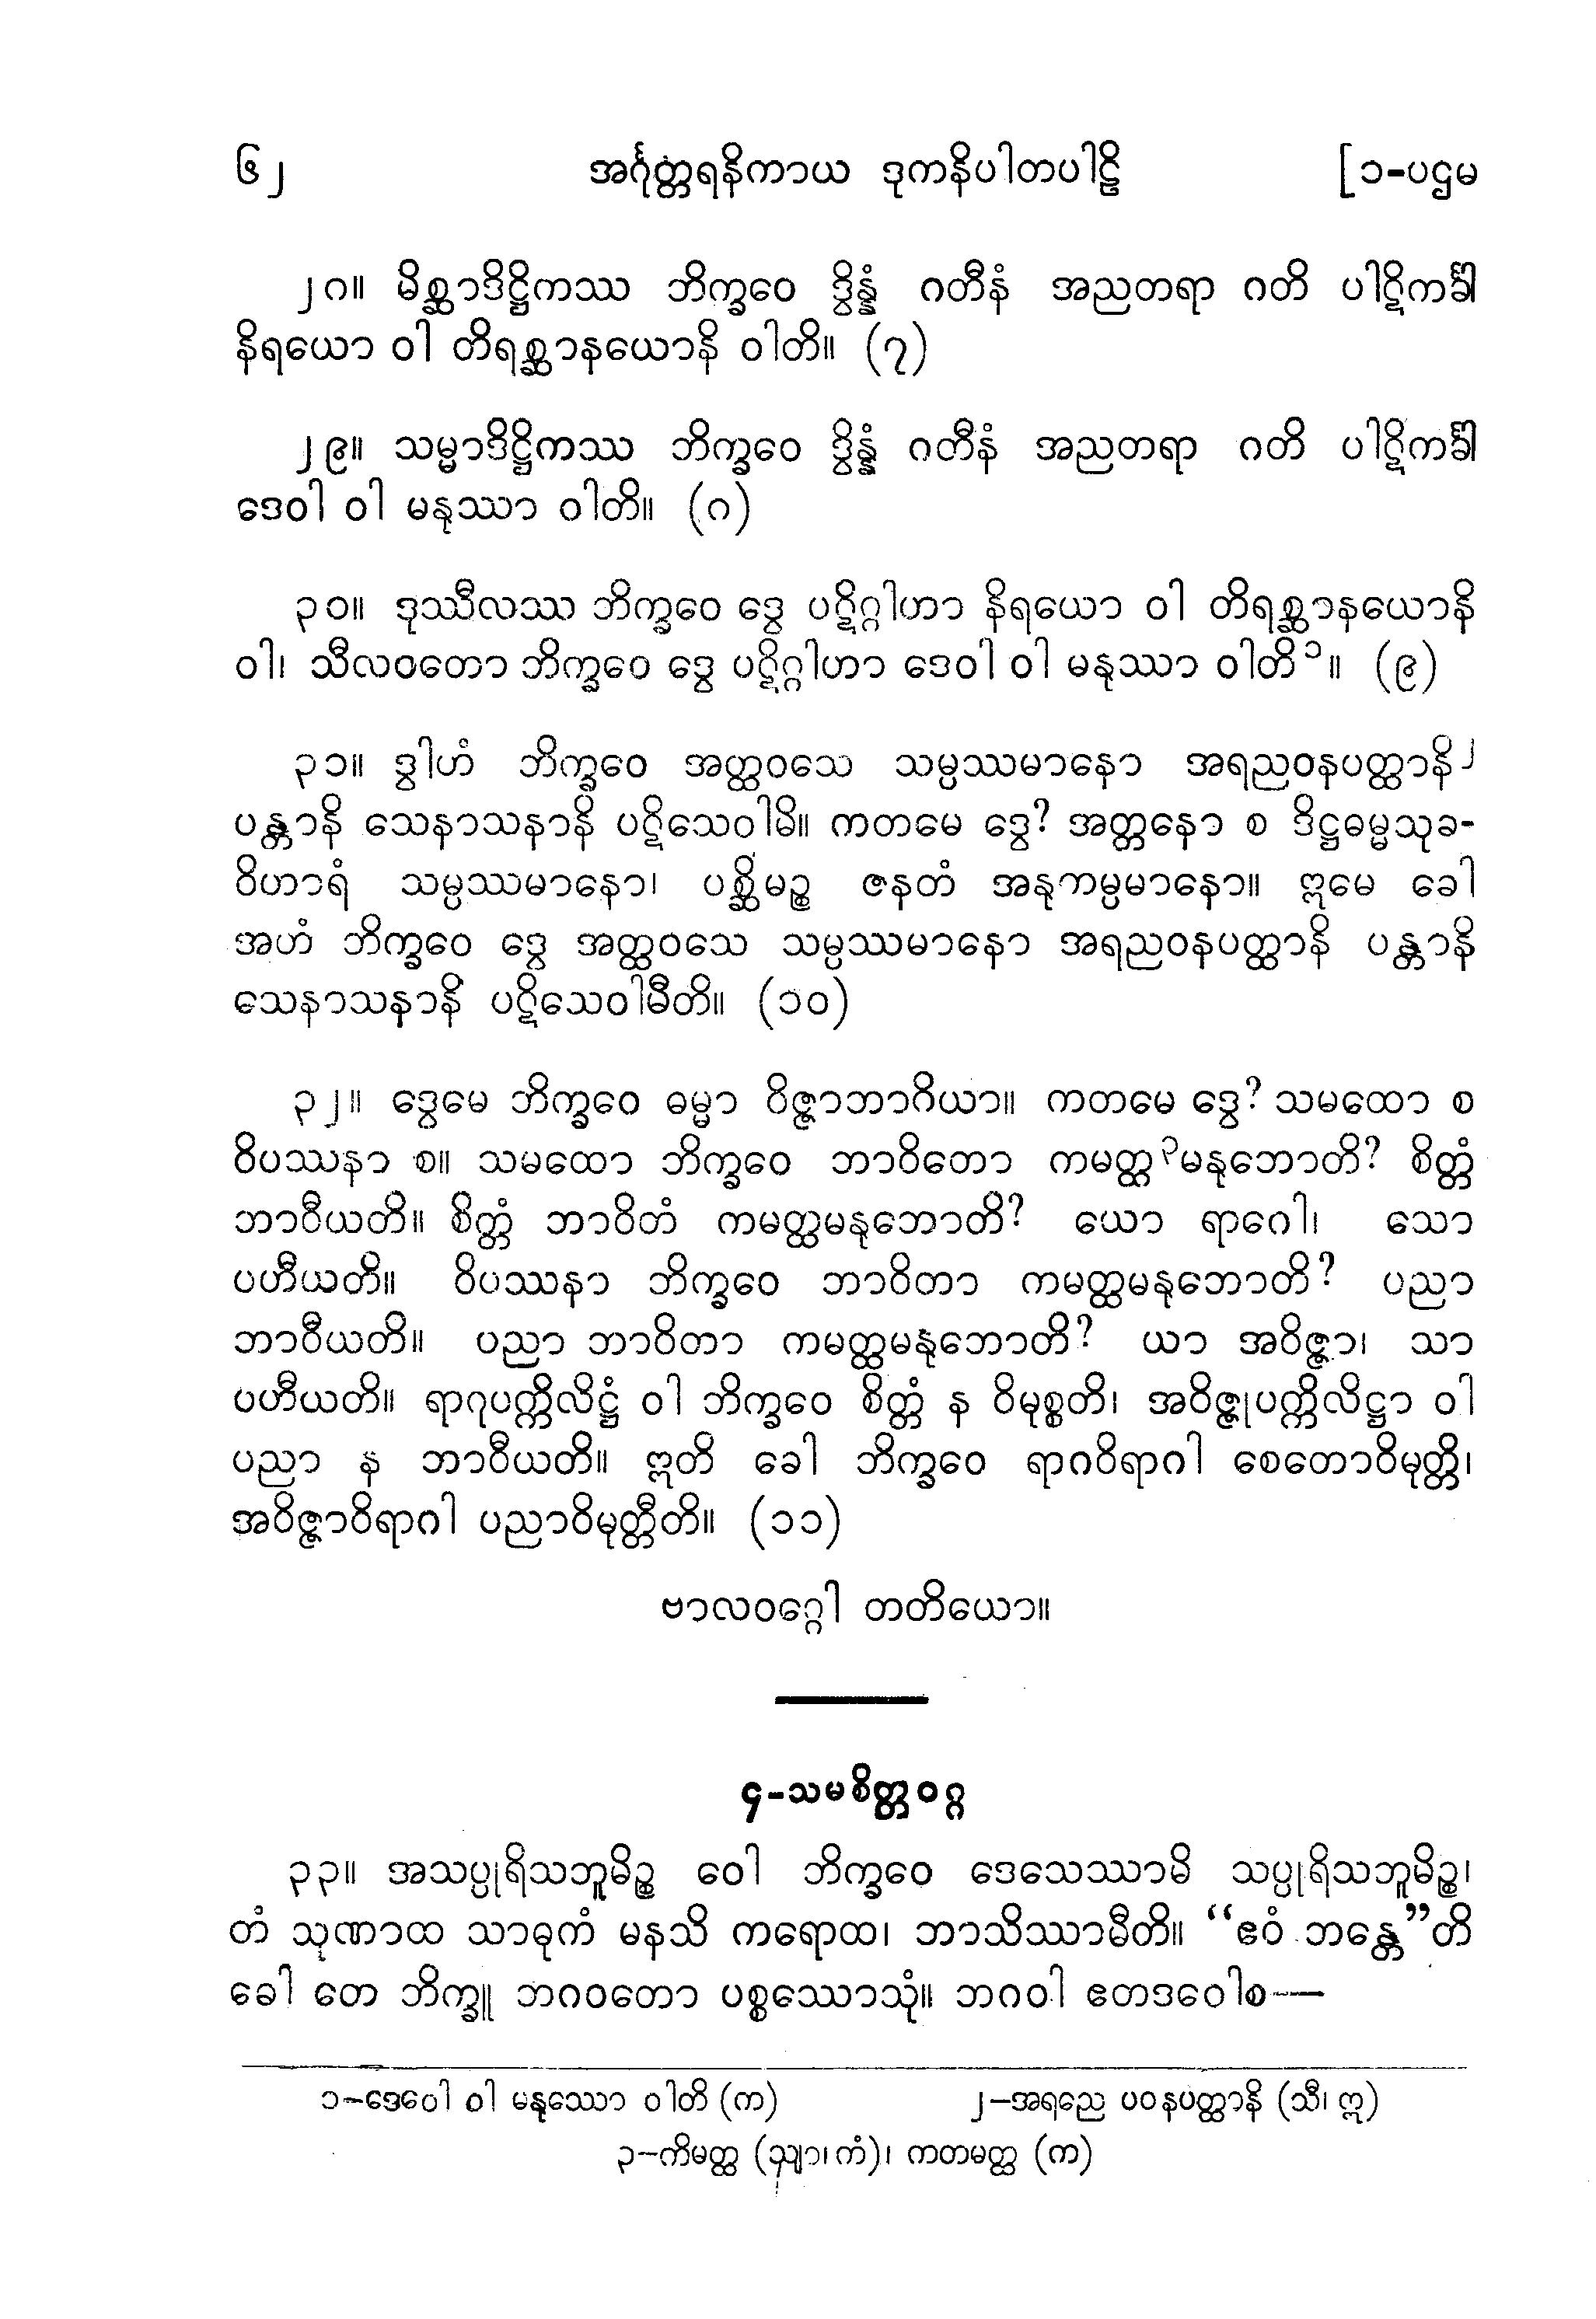 ၆၂ အင်္ဂုတ္တရနိကာယ ဒုကနိပါတပါဠိ [၁-ပဌမ
၂၈။ မိစ္ဆာဒိဋ္ဌိကဿ ဘိက္ခဝေ ဒွိန္နံ ဂတီနံ အညတရာ ဂတိ ပါဋိကင်္ခါ
နိရယော ဝါ တိရစ္ဆာနယောနိ ဝါတိ။ (၇)
၂၉။ သမ္မာဒိဋ္ဌိကဿ ဘိက္ခဝေ ဒွိန္နံ ဂတီနံ အညတရာ ဂတိ ပါဋိကင်္ခါ
ဒေဝါ ဝါ မနုဿာ ဝါတိ။ (၈)
၃၀။ ဒုဿီလဿ ဘိက္ခဝေ ဒွေ ပဋိဂ္ဂါဟာ နိရယော ဝါ တိရစ္ဆာနယောနိ
ဝါ၊ သီလဝတော ဘိက္ခဝေ ဒွေ ပဋိဂ္ဂါဟာ ဒေဝါ ဝါ မနုဿာ ဝါတိ၁။ (၉)
၃၁။ ဒွါဟံ ဘိက္ခဝေ အတ္ထဝသေ သမ္ပဿမာနော အရညဝနပတ္ထာနိ၂
ပန္တာနိ သေနာသနာနိ ပဋိသေဝါမိ။ ကတမေ ဒွေ? အတ္တနော စ ဒိဋ္ဌဓမ္မသုခ-
ဝိဟာရံ သမ္ပဿမာနော၊ ပစ္ဆိမဉ္စ ဇနတံ အနုကမ္ပမာနော။ ဣမေ ခေါ
အဟံ ဘိက္ခဝေ ဒွေ အတ္ထဝသေ သမ္ပဿမာနော အရညဝနပတ္ထာနိ ပန္တာနိ
သေနာသနာနိ ပဋိသေဝါမီတိ။ (၁၀)
၃၂။ ဒွေမေ ဘိက္ခဝေ ဓမ္မာ ဝိဇ္ဇာဘာဂိယာ။ ကတမေ ဒွေ? သမထော စ
ဝိပဿနာ စ။ သမထော ဘိက္ခဝေ ဘာဝိတော ကမတ္ထ၃မနုဘောတိ? စိတ္တံ
ဘာဝီယတိ။ စိတ္တံ ဘာဝိတံ ကမတ္ထမနုဘောတိ? ယော ရာဂေါ၊ သော
ပဟီယတိ။ ဝိပဿနာ ဘိက္ခဝေ ဘာဝိတာ ကမတ္ထမနုဘောတိ? ပညာ
ဘာဝီယတိ။ ပညာ ဘာဝိတာ ကမတ္ထမနုဘောတိ? ယာ အဝိဇ္ဇာ၊ သာ
ပဟီယတိ။ ရာဂုပက္ကိလိဋ္ဌံ ဝါ ဘိက္ခဝေ စိတ္တံ န ဝိမုစ္စတိ၊ အဝိဇ္ဇုပက္ကိလိဋ္ဌာ ဝါ
ပညာ န ဘာဝီယတိ။ ဣတိ ခေါ ဘိက္ခဝေ ရာဂဝိရာဂါ စေတောဝိမုတ္တိ၊
အဝိဇ္ဇာဝိရာဂါ ပညာဝိမုတ္တီတိ။ (၁၁)
ဗာလဝဂ္ဂေါ တတိယော။
၄-သမစိတ္တဝဂ္ဂ
၃၃။ အသပ္ပုရိသဘူမိဉ္စ ဝေါ ဘိက္ခဝေ ဒေသေဿာမိ သပ္ပုရိသဘူမိဉ္စ၊
တံ သုဏာထ သာဓုကံ မနသိ ကရောထ၊ ဘာသိဿာမီတိ။ “ဧဝံ ဘန္တေ”တိ
ခေါ တေ ဘိက္ခူ ဘဂဝတော ပစ္စဿောသုံ။ ဘဂဝါ ဧတဒဝေါစ—
၁-ဒေဝေါ ဝါ မနုဿော ဝါတိ (က) ၂-အရညေ ပဝနပတ္ထာနိ (သီ၊ ဣ)
၃-ကိမတ္ထ (သျာ၊ ကံ)၊ ကတမတ္ထ (က)